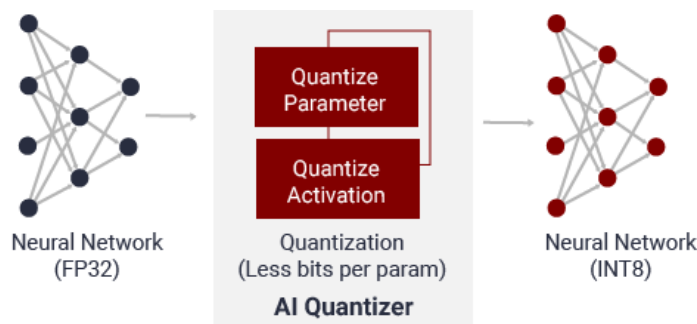 Quantize
Parameter
Quantize
Activation
Neural Network
(FP32)
Quantization
(Less bits per param)
AI Quantizer
Neural Network
(INT8)